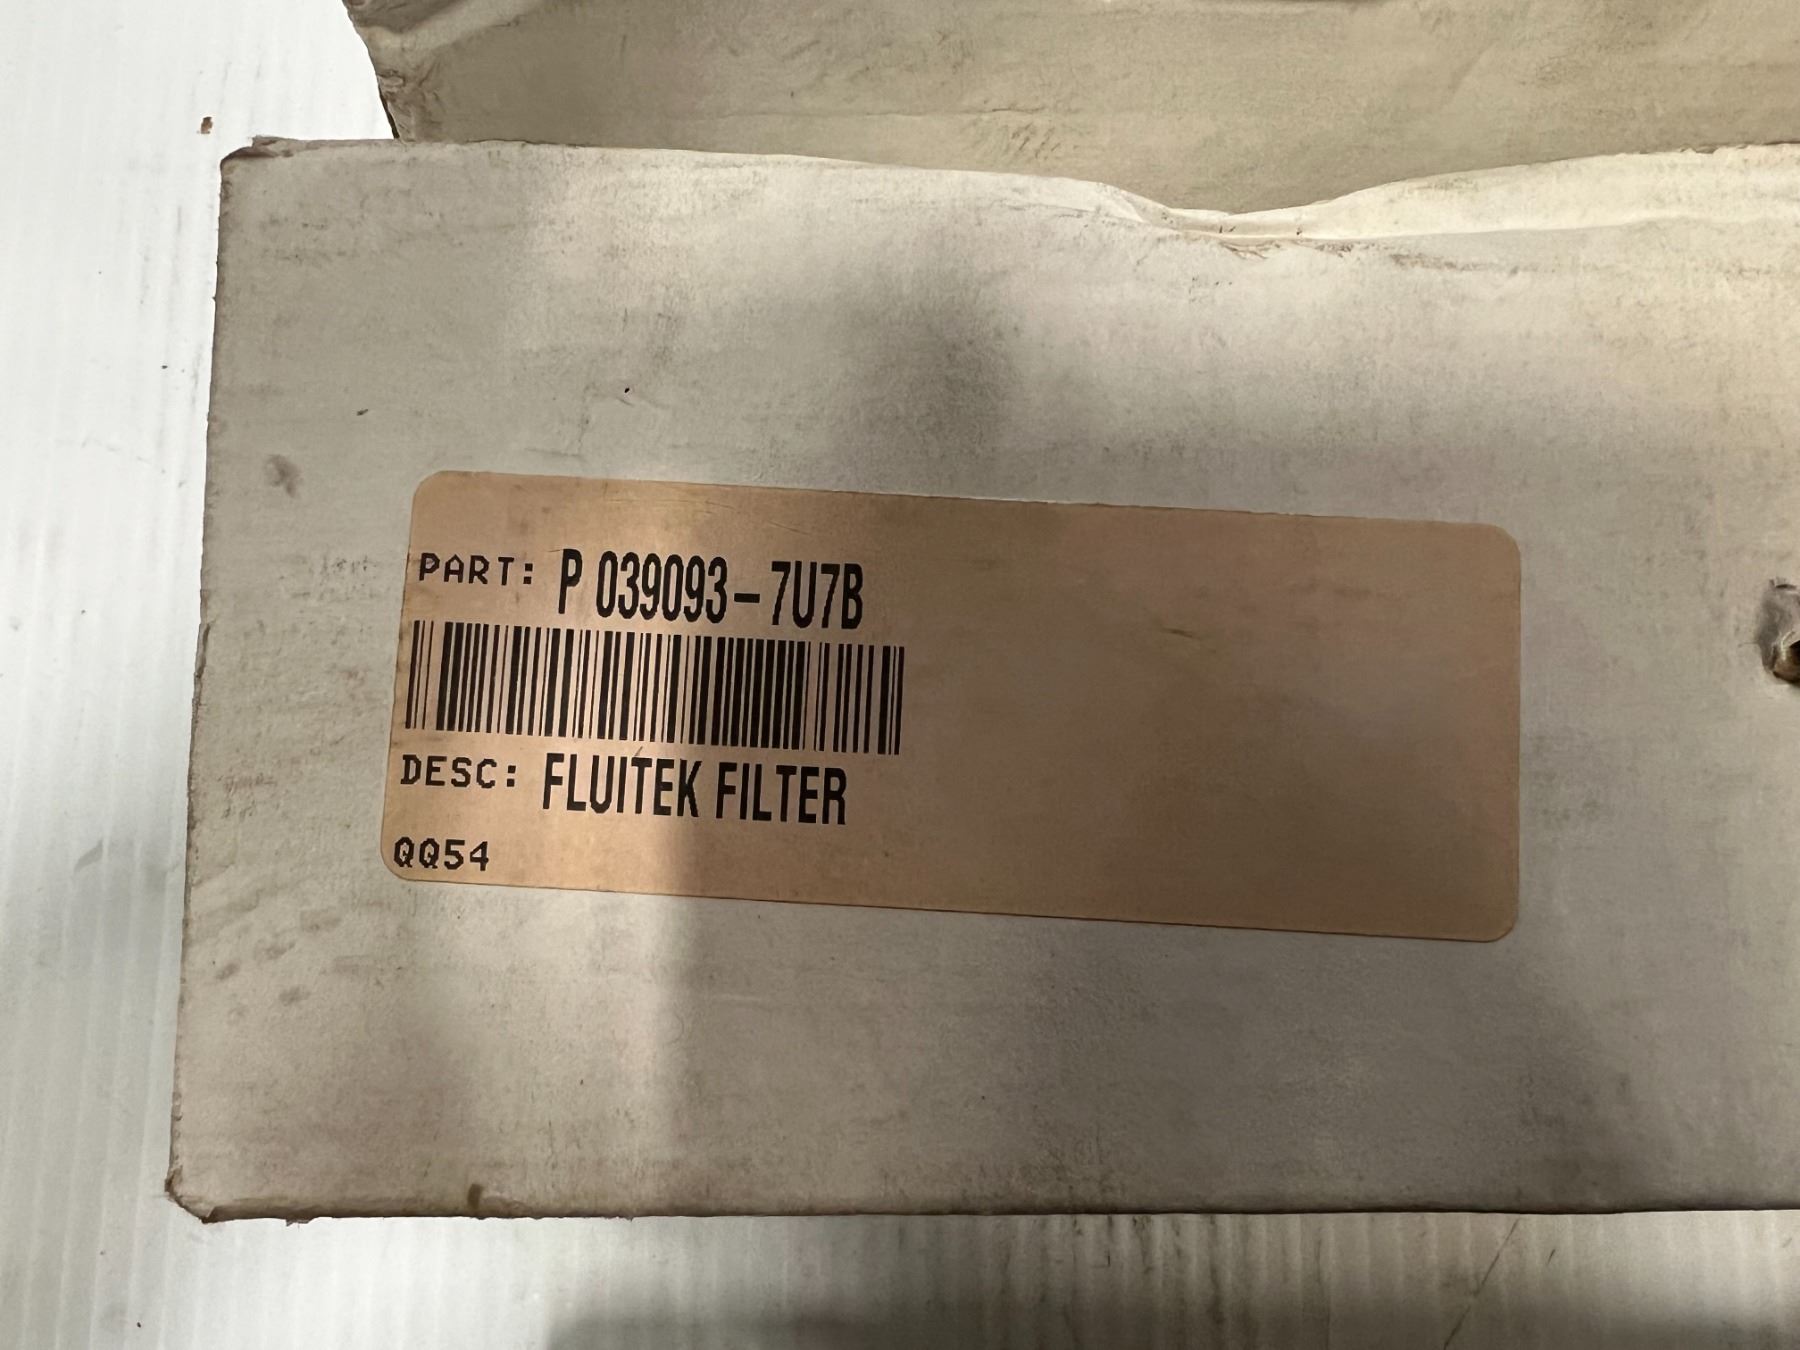 PART: P 039093-7U7B
DESC: FLUITEK FILTER
QQ54